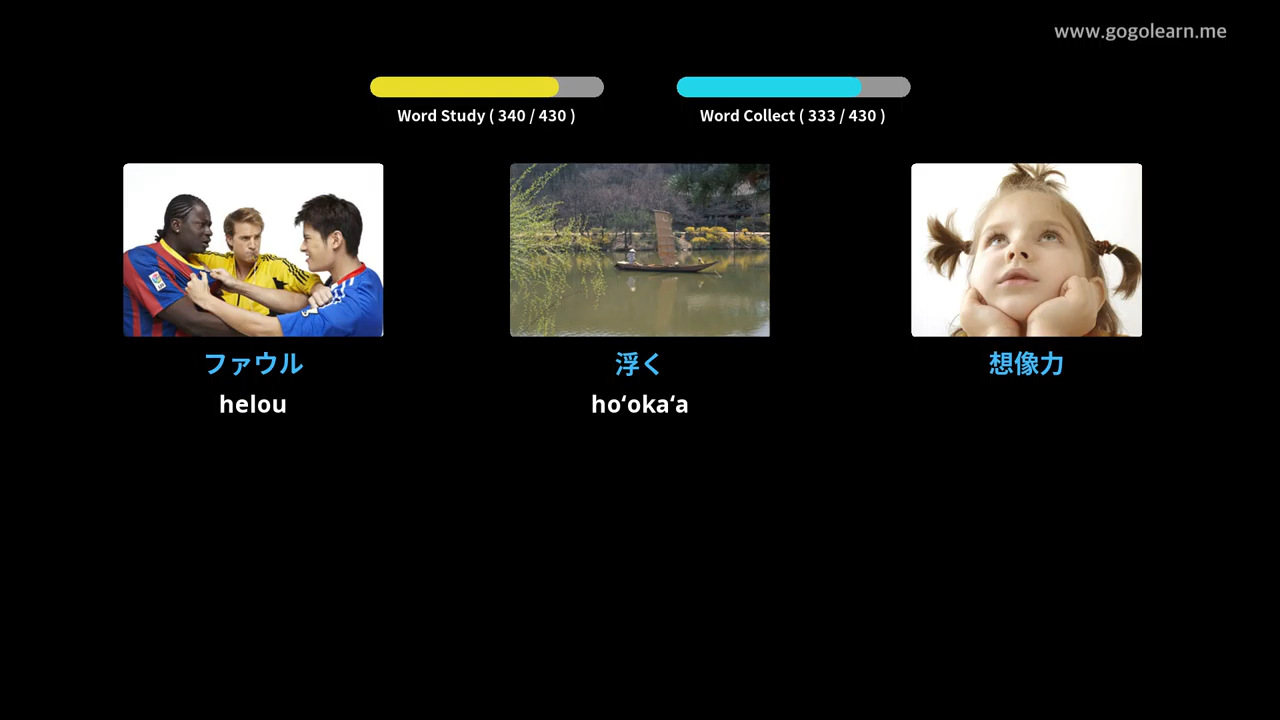 www.gogolearn.me
Word Study ( 340 / 430 )
Word Collect ( 333 / 430 )
ファウル
浮く
想像力
helou
hoʻokaʻa